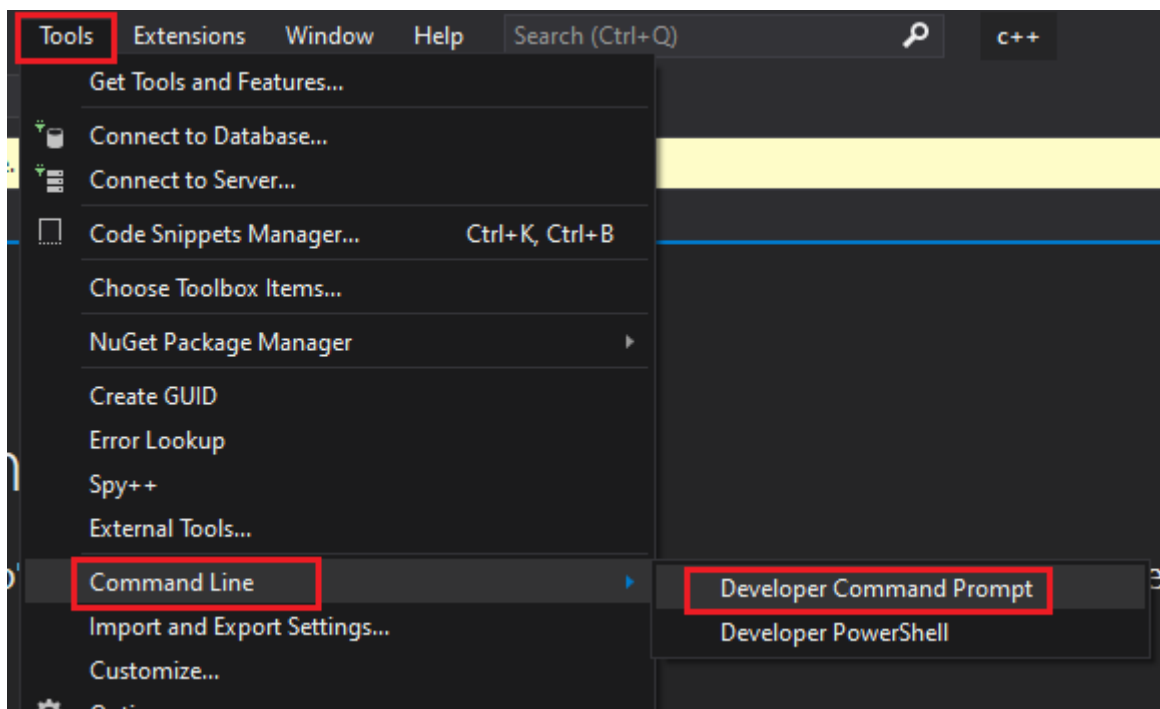 Tools Extensions Window Help Search (Ctrl+Q) c++
Get Tools and Features...
Connect to Database...
Connect to Server...
Code Snippets Manager... Ctrl+K, Ctrl+B
Choose Toolbox Items...
NuGet Package Manager
Create GUID
Error Lookup
Spy++
External Tools...
Command Line
Developer Command Prompt
Import and Export Settings...
Developer PowerShell
Customize...